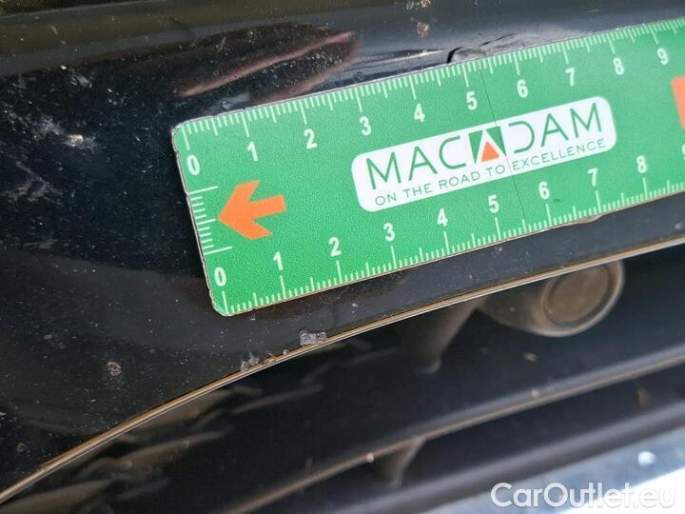 0 1 2 3 4 5 6 7 8 9
MACADAM
ON THE ROAD TO EXCELLENCE
0 1 2 3 4 5 6 7 8
CarOutlet.eu